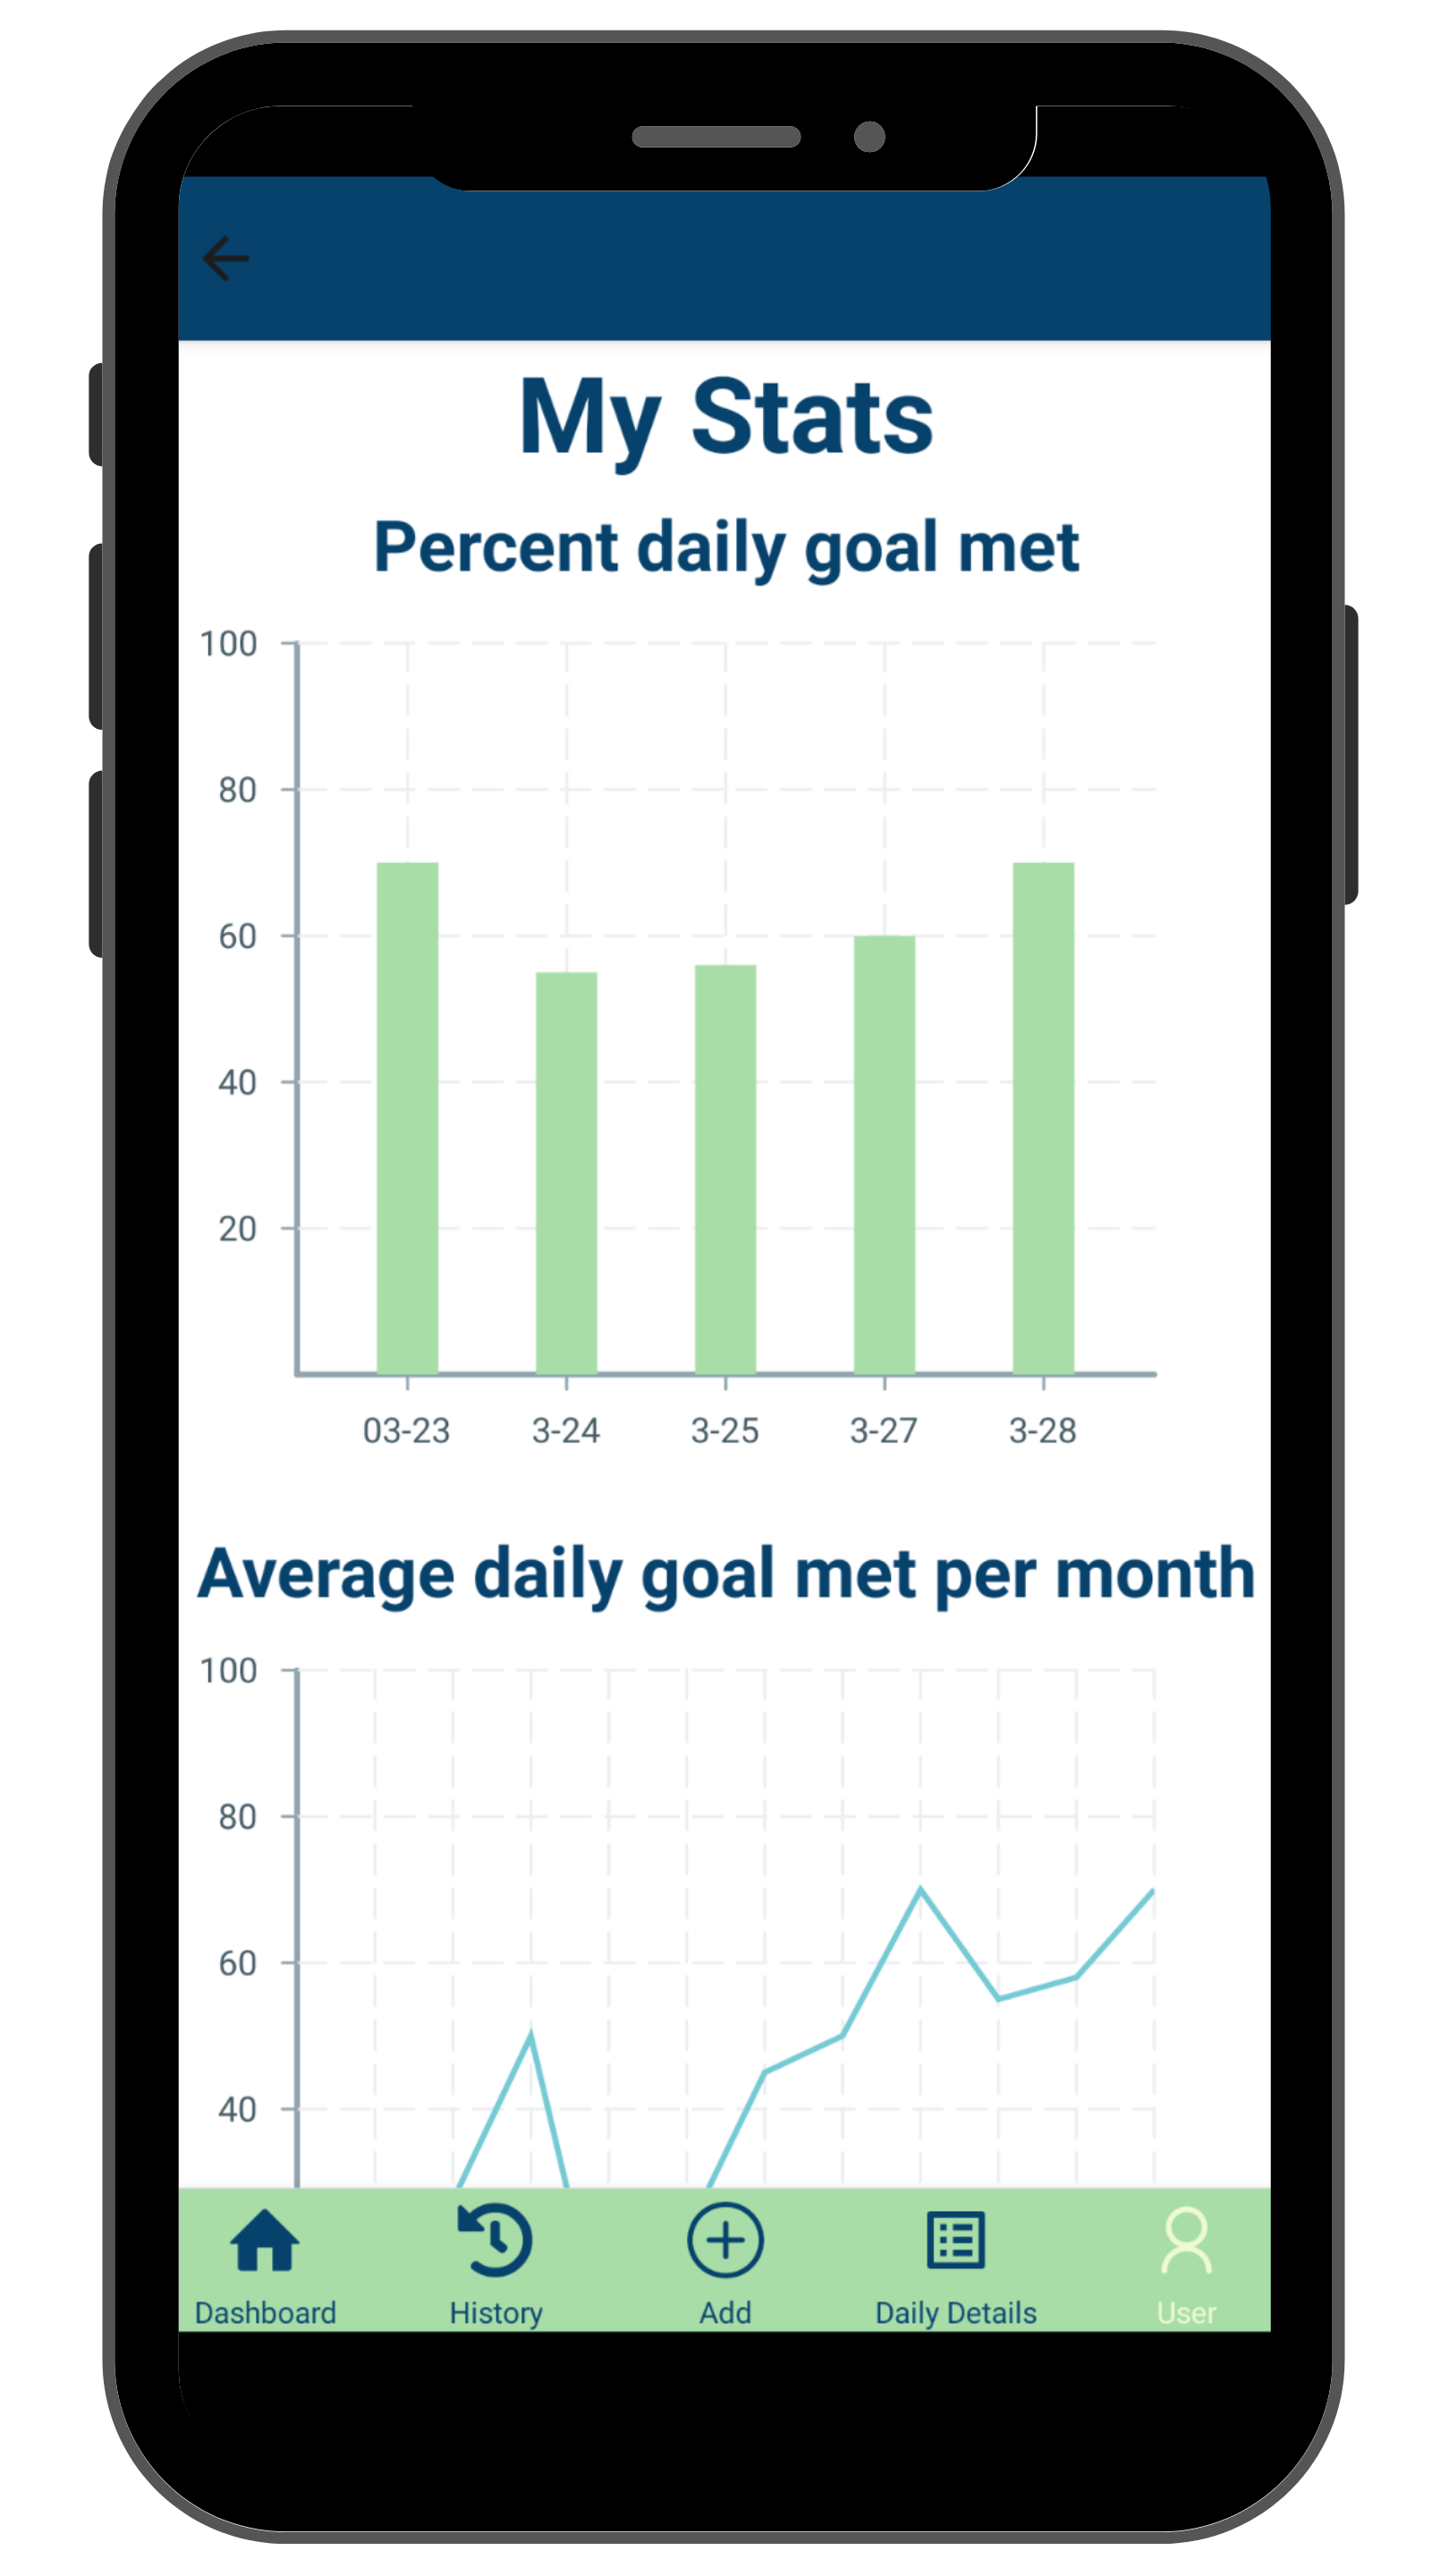 My Stats
Percent daily goal met
100
80
60
40
20
03-23 3-24 3-25 3-27 3-28
Average daily goal met per month
100
80
60
40
Dashboard History Add Daily Details User